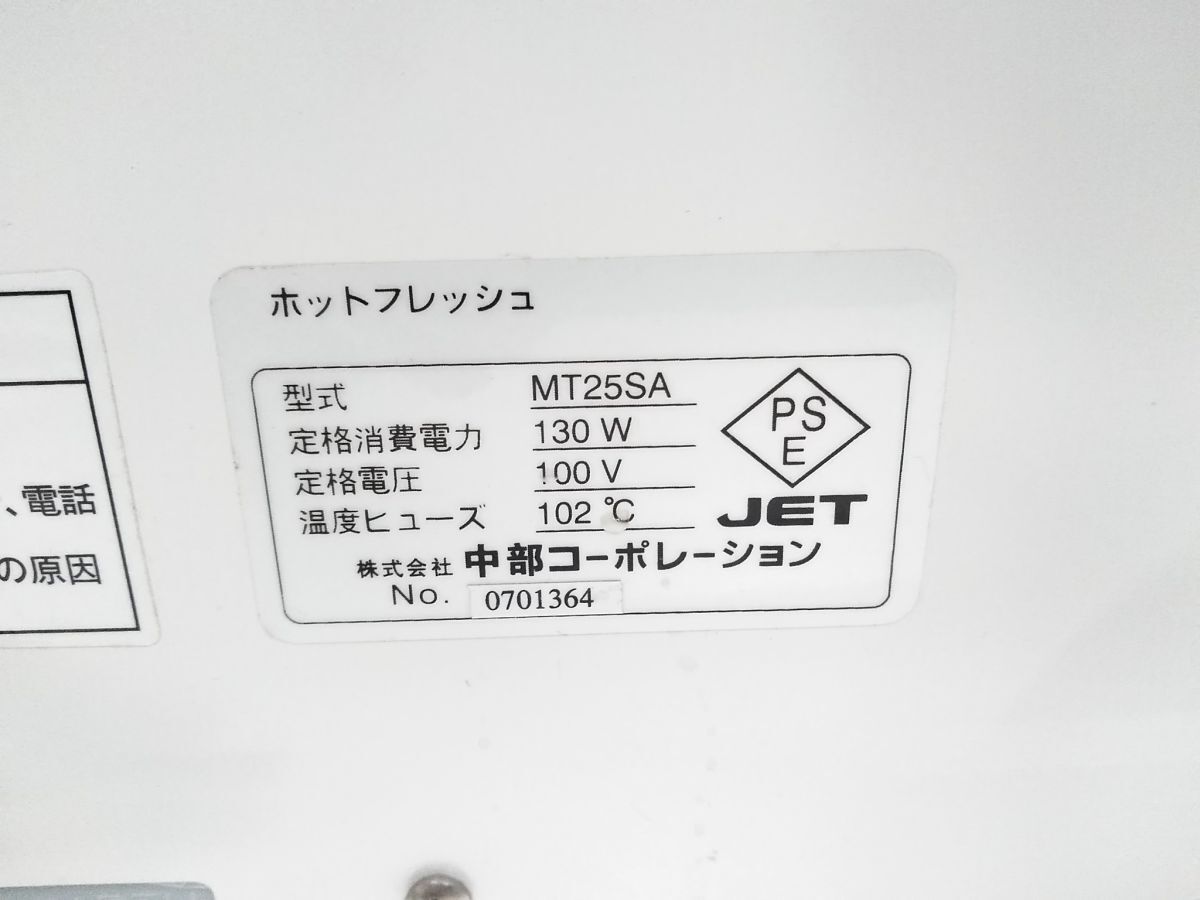 ホットフレッシュ
型式 MT25SA
定格消費電力 130 W
定格電圧 100 V
温度ヒューズ 102 ℃
PS
E
JET
株式会社 中部コーポレーション
No. 0701364
、電話
の原因